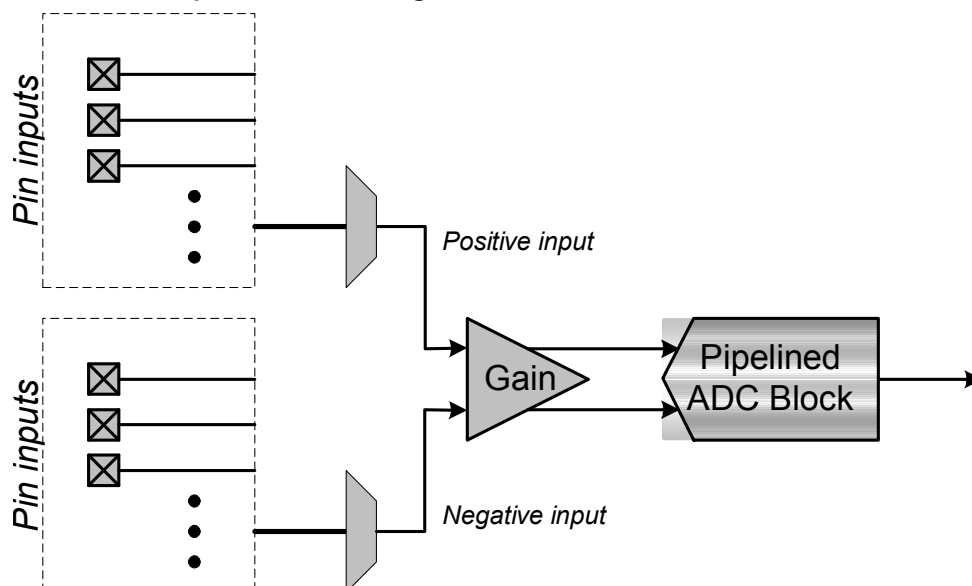 Pin inputs
Positive input
Gain
Pipelined
ADC Block
Pin inputs
Negative input